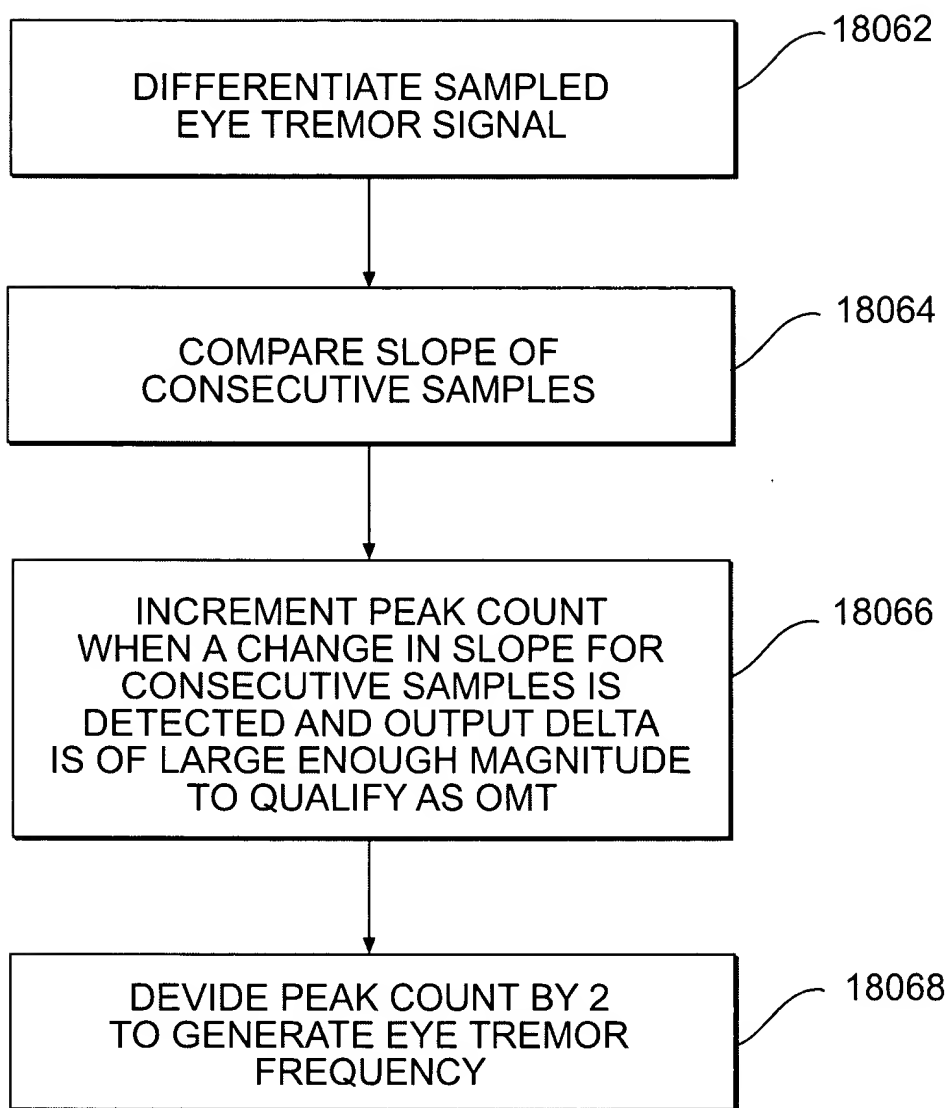 18062
DIFFERENTIATE SAMPLED
EYE TREMOR SIGNAL
18064
COMPARE SLOPE OF
CONSECUTIVE SAMPLES
18066
INCREMENT PEAK COUNT
WHEN A CHANGE IN SLOPE FOR
CONSECUTIVE SAMPLES IS
DETECTED AND OUTPUT DELTA
IS OF LARGE ENOUGH MAGNITUDE
TO QUALIFY AS OMT
18068
DEVIDE PEAK COUNT BY 2
TO GENERATE EYE TREMOR
FREQUENCY